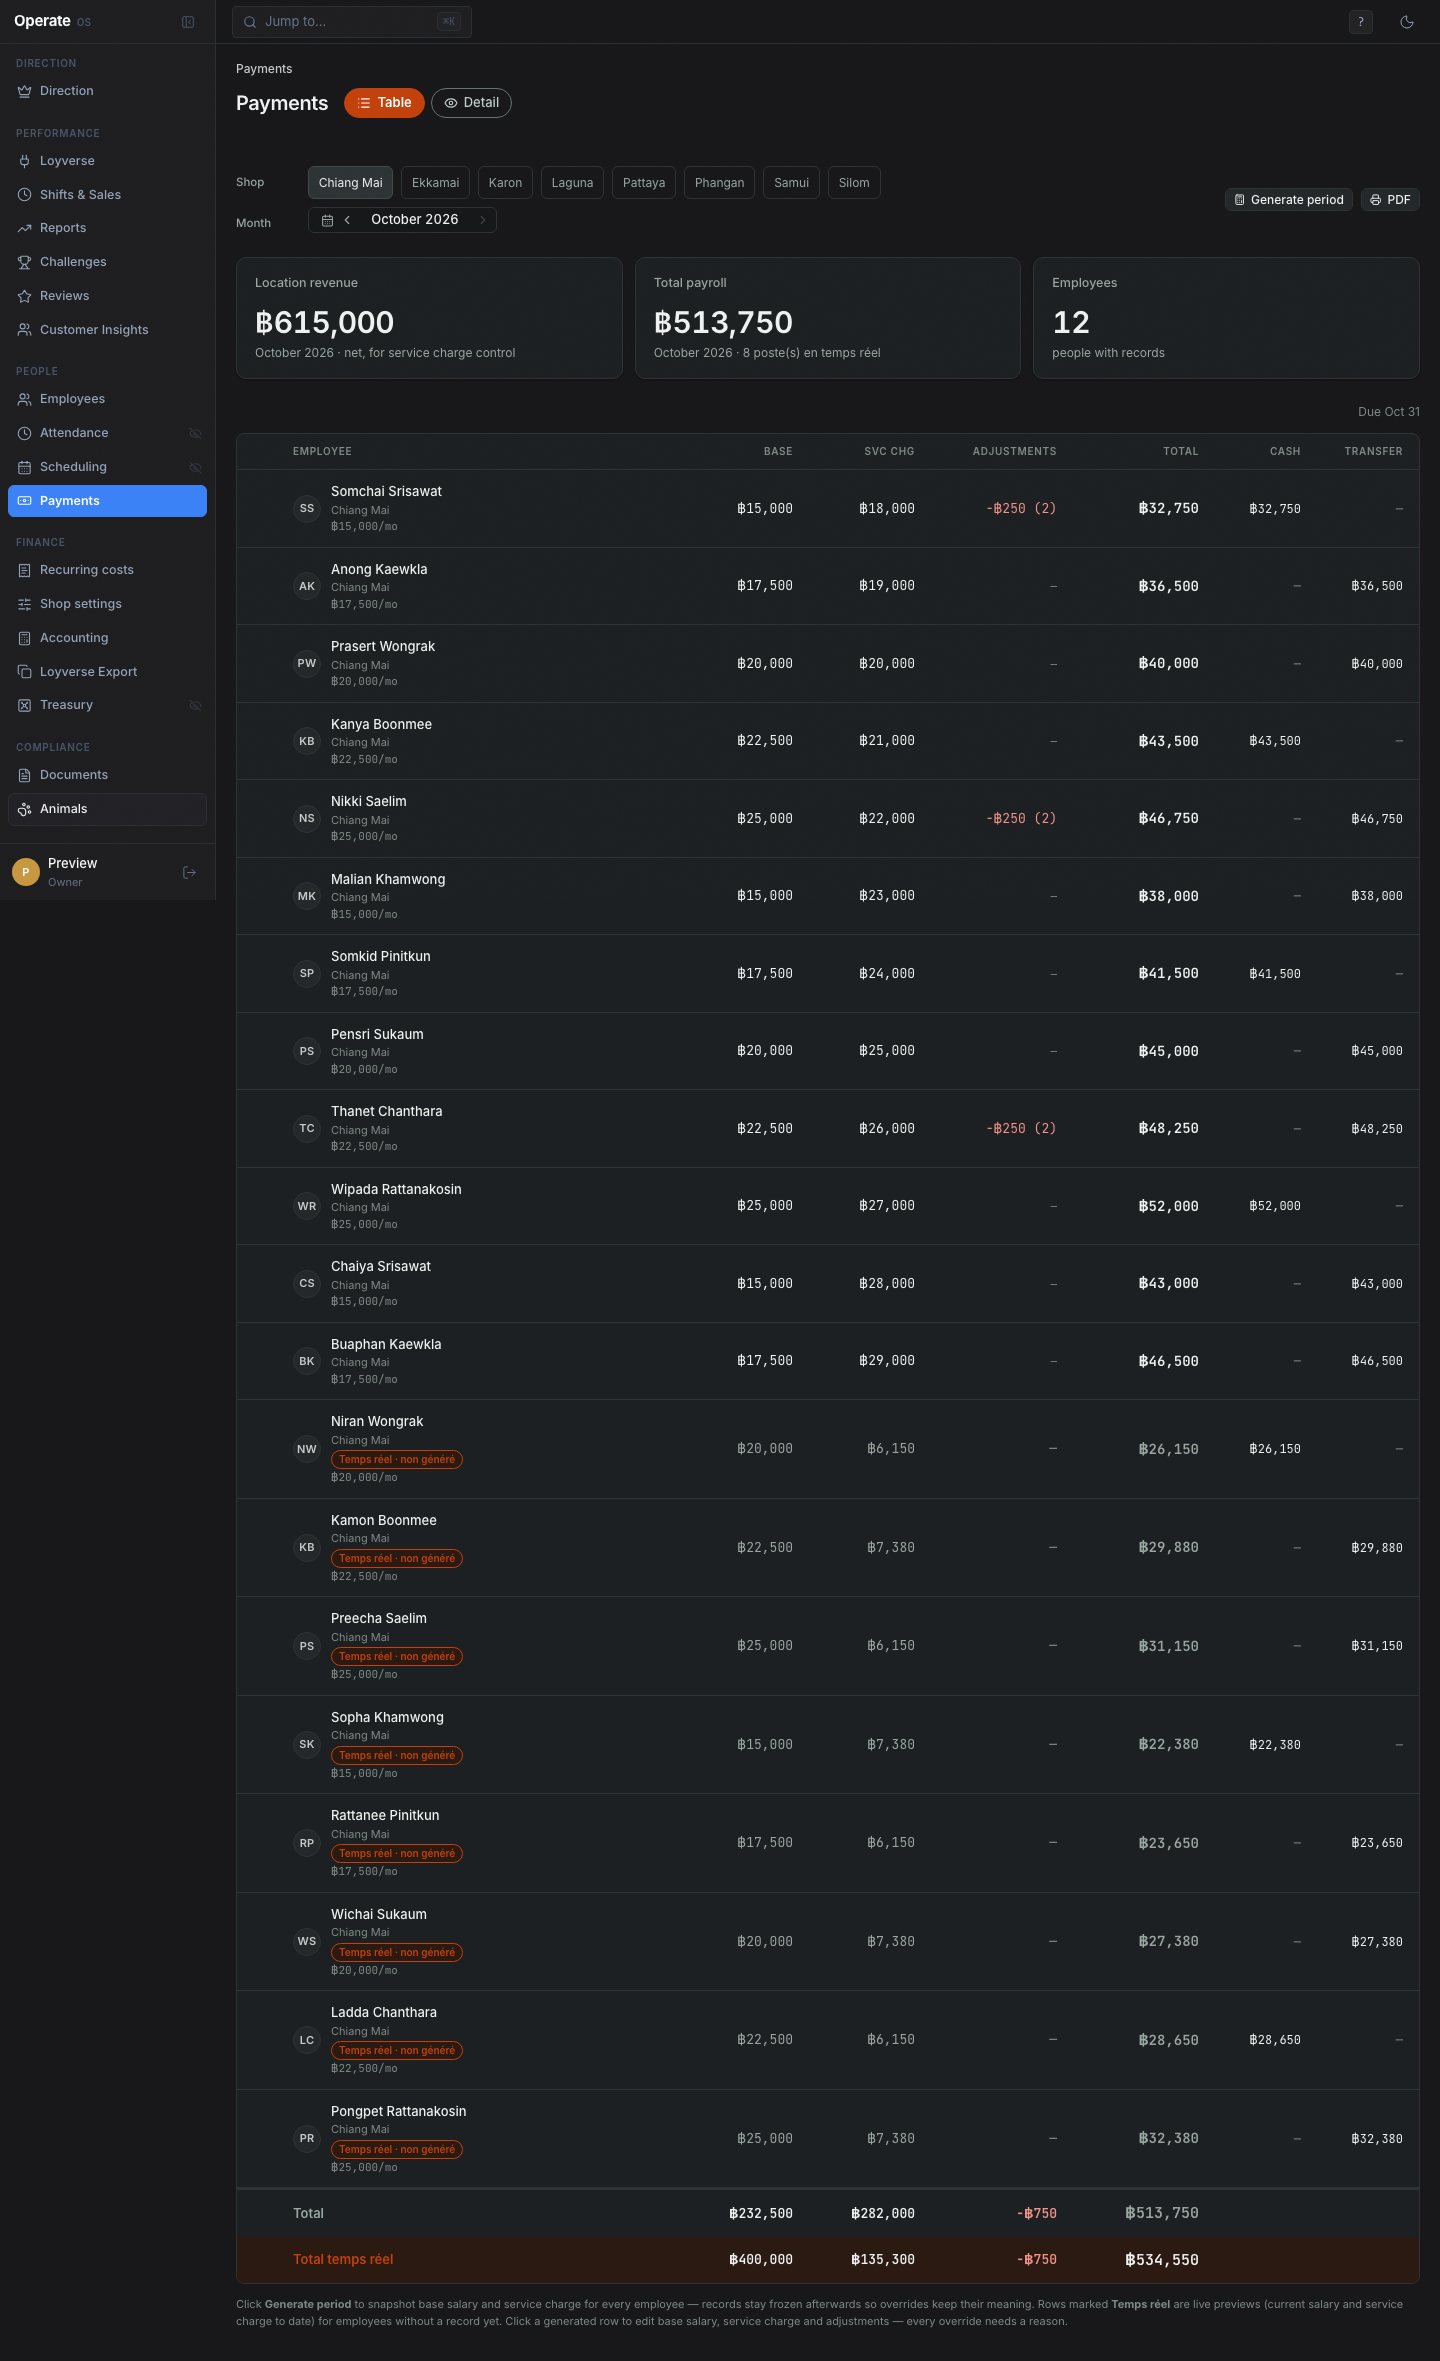 Operate OS
Jump to... ⌘K
?
DIRECTION
Direction
PERFORMANCE
Loyverse
Shifts & Sales
Reports
Challenges
Reviews
Customer Insights
PEOPLE
Employees
Attendance
Scheduling
Payments
FINANCE
Recurring costs
Shop settings
Accounting
Loyverse Export
Treasury
COMPLIANCE
Documents
Animals
P
Preview
Owner
Payments
Payments Table Detail
Shop Chiang Mai Ekkamai Karon Laguna Pattaya Phangan Samui Silom
Month October 2026
Generate period PDF
Location revenue
฿615,000
October 2026 · net, for service charge control
Total payroll
฿513,750
October 2026 · 8 poste(s) en temps réel
Employees
12
people with records
Due Oct 31
EMPLOYEE BASE SVC CHG ADJUSTMENTS TOTAL CASH TRANSFER
Somchai Srisawat
Chiang Mai
SS ฿15,000 ฿18,000 -฿250 (2) ฿32,750 ฿32,750 —
฿15,000/mo
Anong Kaewkla
Chiang Mai
AK ฿17,500 ฿19,000 — ฿36,500 — ฿36,500
฿17,500/mo
Prasert Wongrak
Chiang Mai
PW ฿20,000 ฿20,000 — ฿40,000 — ฿40,000
฿20,000/mo
Kanya Boonmee
Chiang Mai
KB ฿22,500 ฿21,000 — ฿43,500 ฿43,500 —
฿22,500/mo
Nikki Saelim
Chiang Mai
NS ฿25,000 ฿22,000 -฿250 (2) ฿46,750 — ฿46,750
฿25,000/mo
Malian Khamwong
Chiang Mai
MK ฿15,000 ฿23,000 — ฿38,000 — ฿38,000
฿15,000/mo
Somkid Pinitkun
Chiang Mai
SP ฿17,500 ฿24,000 — ฿41,500 ฿41,500 —
฿17,500/mo
Pensri Sukaum
Chiang Mai
PS ฿20,000 ฿25,000 — ฿45,000 — ฿45,000
฿20,000/mo
Thanet Chanthara
Chiang Mai
TC ฿22,500 ฿26,000 -฿250 (2) ฿48,250 — ฿48,250
฿22,500/mo
Wipada Rattanakosin
Chiang Mai
WR ฿25,000 ฿27,000 — ฿52,000 ฿52,000 —
฿25,000/mo
Chaiya Srisawat
Chiang Mai
CS ฿15,000 ฿28,000 — ฿43,000 — ฿43,000
฿15,000/mo
Buaphan Kaewkla
Chiang Mai
BK ฿17,500 ฿29,000 — ฿46,500 — ฿46,500
฿17,500/mo
Niran Wongrak
Chiang Mai
NW ฿20,000 ฿6,150 — ฿26,150 ฿26,150 —
Temps réel · non généré
฿20,000/mo
Kamon Boonmee
Chiang Mai
KB ฿22,500 ฿7,380 — ฿29,880 — ฿29,880
Temps réel · non généré
฿22,500/mo
Preecha Saelim
Chiang Mai
PS ฿25,000 ฿6,150 — ฿31,150 — ฿31,150
Temps réel · non généré
฿25,000/mo
Sopha Khamwong
Chiang Mai
SK ฿15,000 ฿7,380 — ฿22,380 ฿22,380 —
Temps réel · non généré
฿15,000/mo
Rattanee Pinitkun
Chiang Mai
RP ฿17,500 ฿6,150 — ฿23,650 — ฿23,650
Temps réel · non généré
฿17,500/mo
Wichai Sukaum
Chiang Mai
WS ฿20,000 ฿7,380 — ฿27,380 — ฿27,380
Temps réel · non généré
฿20,000/mo
Ladda Chanthara
Chiang Mai
LC ฿22,500 ฿6,150 — ฿28,650 ฿28,650 —
Temps réel · non généré
฿22,500/mo
Pongpet Rattanakosin
Chiang Mai
PR ฿25,000 ฿7,380 — ฿32,380 — ฿32,380
Temps réel · non généré
฿25,000/mo
Total ฿232,500 ฿282,000 -฿750 ฿513,750
Total temps réel ฿400,000 ฿135,300 -฿750 ฿534,550
Click Generate period to snapshot base salary and service charge for every employee — records stay frozen afterwards so overrides keep their meaning. Rows marked Temps réel are live previews (current salary and service
charge to date) for employees without a record yet. Click a generated row to edit base salary, service charge and adjustments — every override needs a reason.